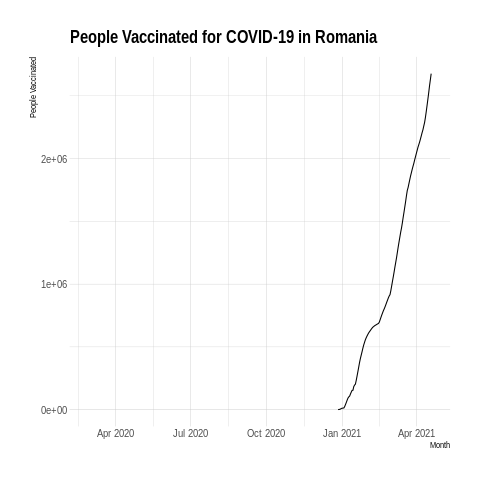 People Vaccinated for COVID-19 in Romania
People Vaccinated
2e+06
1e+06
0e+00
Apr 2020 Jul 2020 Oct 2020 Jan 2021 Apr 2021
Month